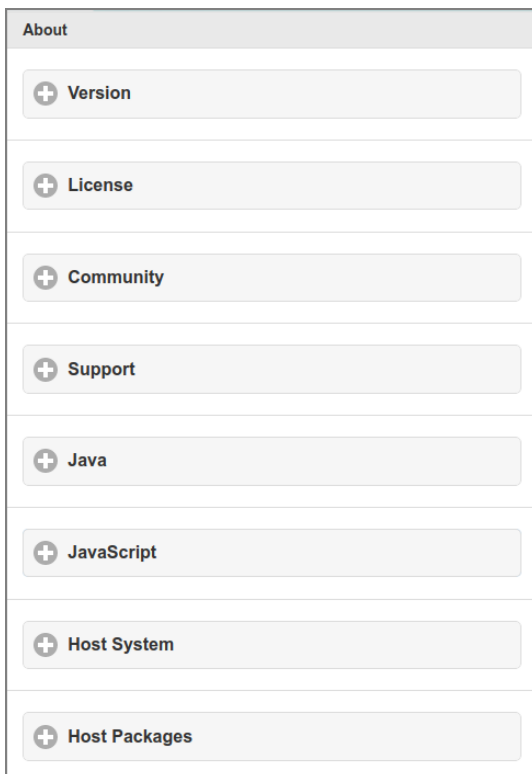 About
Version
License
Community
Support
Java
JavaScript
Host System
Host Packages